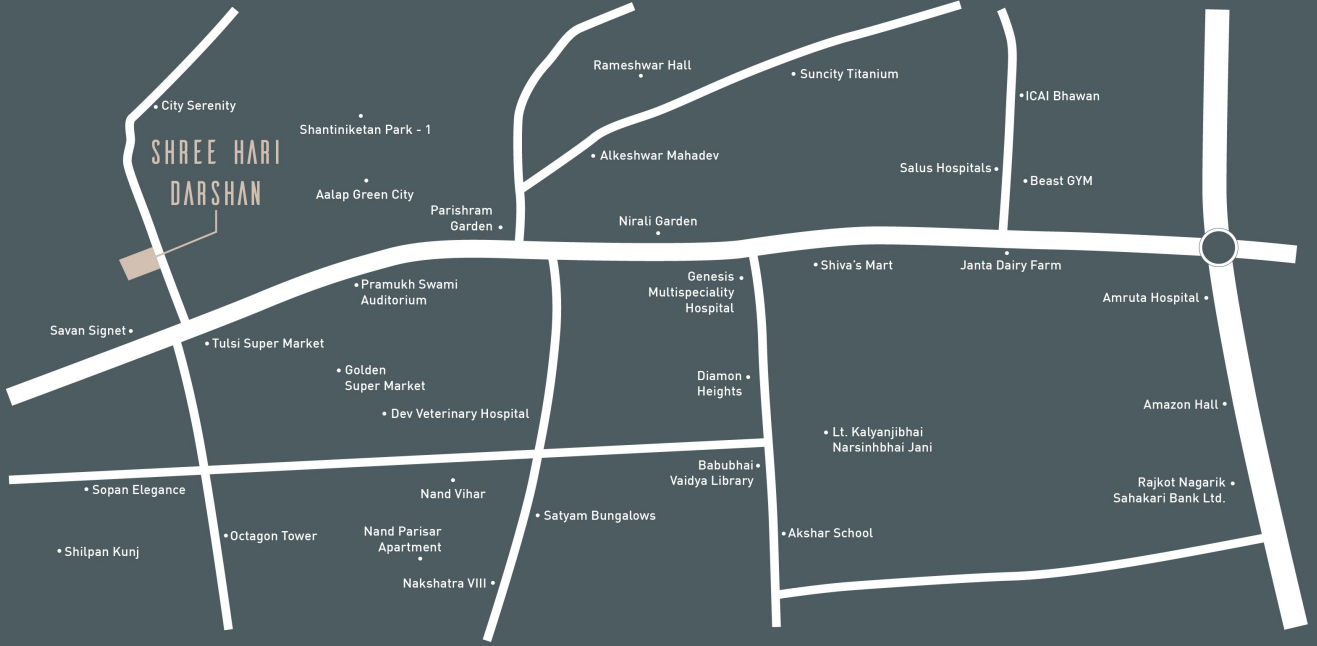 Rameshwar Hall
Suncity Titanium
ICAI Bhawan
City Serenity
Shantiniketan Park - 1
SHREE HARI
DARSHAN
Alkeshwar Mahadev
Salus Hospitals
Beast GYM
Aalap Green City
Parishram
Garden
Nirali Garden
Shiva's Mart
Janta Dairy Farm
Genesis
Multispeciality
Hospital
Pramukh Swami
Auditorium
Amruta Hospital
Savan Signet
Tulsi Super Market
Golden
Super Market
Diamon
Heights
Amazon Hall
Dev Veterinary Hospital
Lt. Kalyanjibhai
Narsinhbhai Jani
Babubhai
Vaidya Library
Rajkot Nagarik
Sahakari Bank Ltd.
Sopan Elegance
Nand Vihar
Satyam Bungalows
Octagon Tower
Nand Parisar
Apartment
Akshar School
Shilpan Kunj
Nakshatra VIII